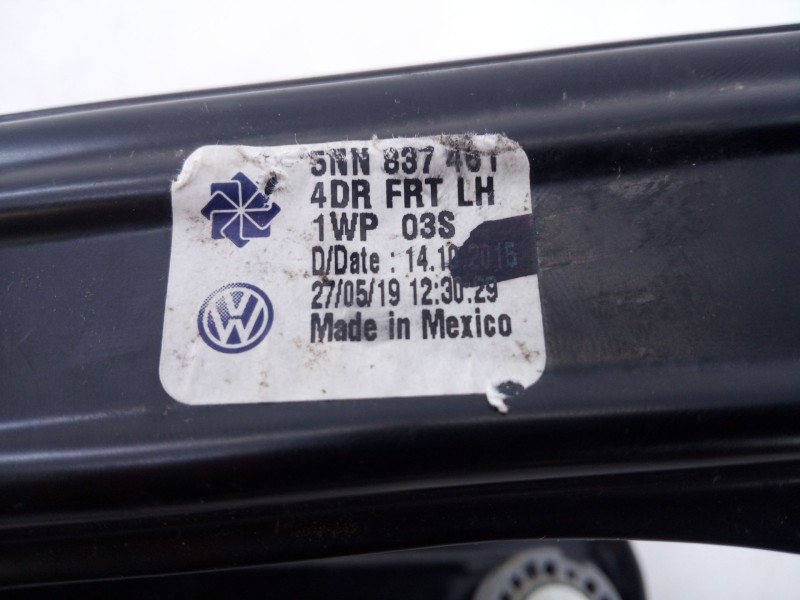 5NN 837 461
4DR FRT LH
1WP 03S
D/Date : 14.10.2015
27/05/19 12:30:29
Made in Mexico
VW